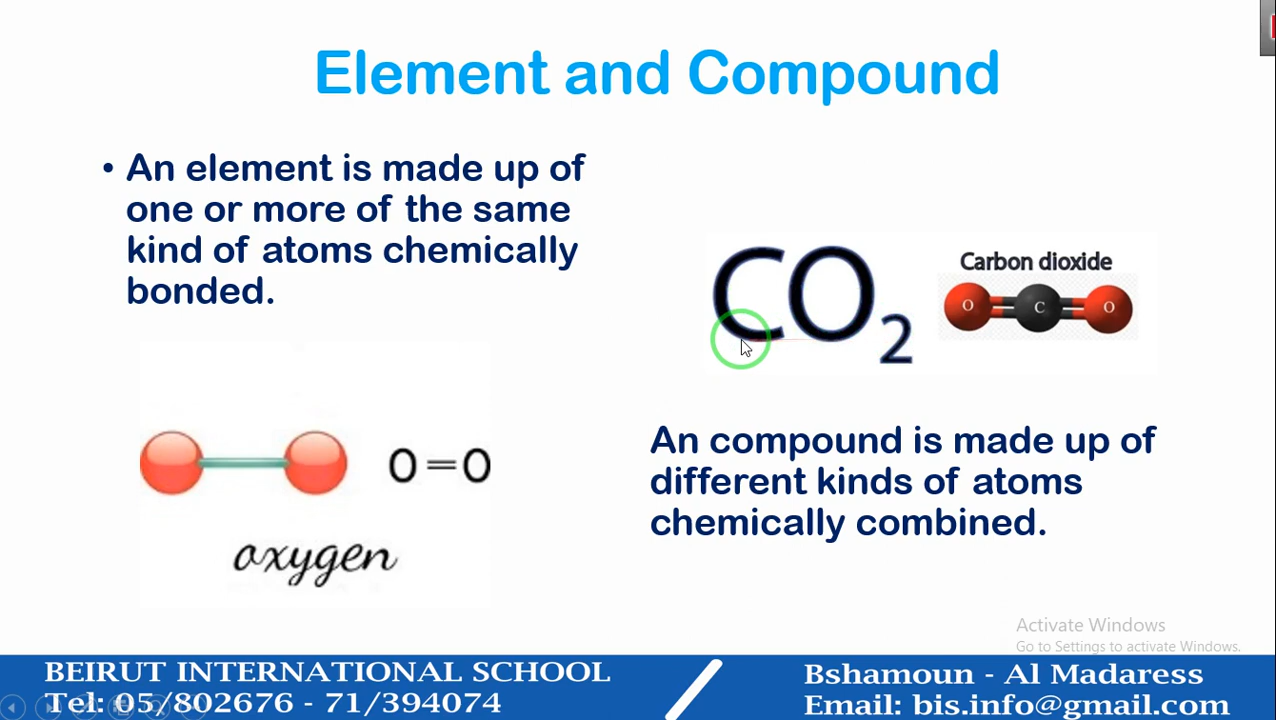 Element and Compound
• An element is made up of
one or more of the same
kind of atoms chemically
bonded.
CO2
Carbon dioxide
O C O
O=O
oxygen
An compound is made up of
different kinds of atoms
chemically combined.
Activate Windows
Go to Settings to activate Windows.
BEIRUT INTERNATIONAL SCHOOL
Tel: 05/802676 - 71/394074
Bshamoun - Al Madaress
Email: bis.info@gmail.com